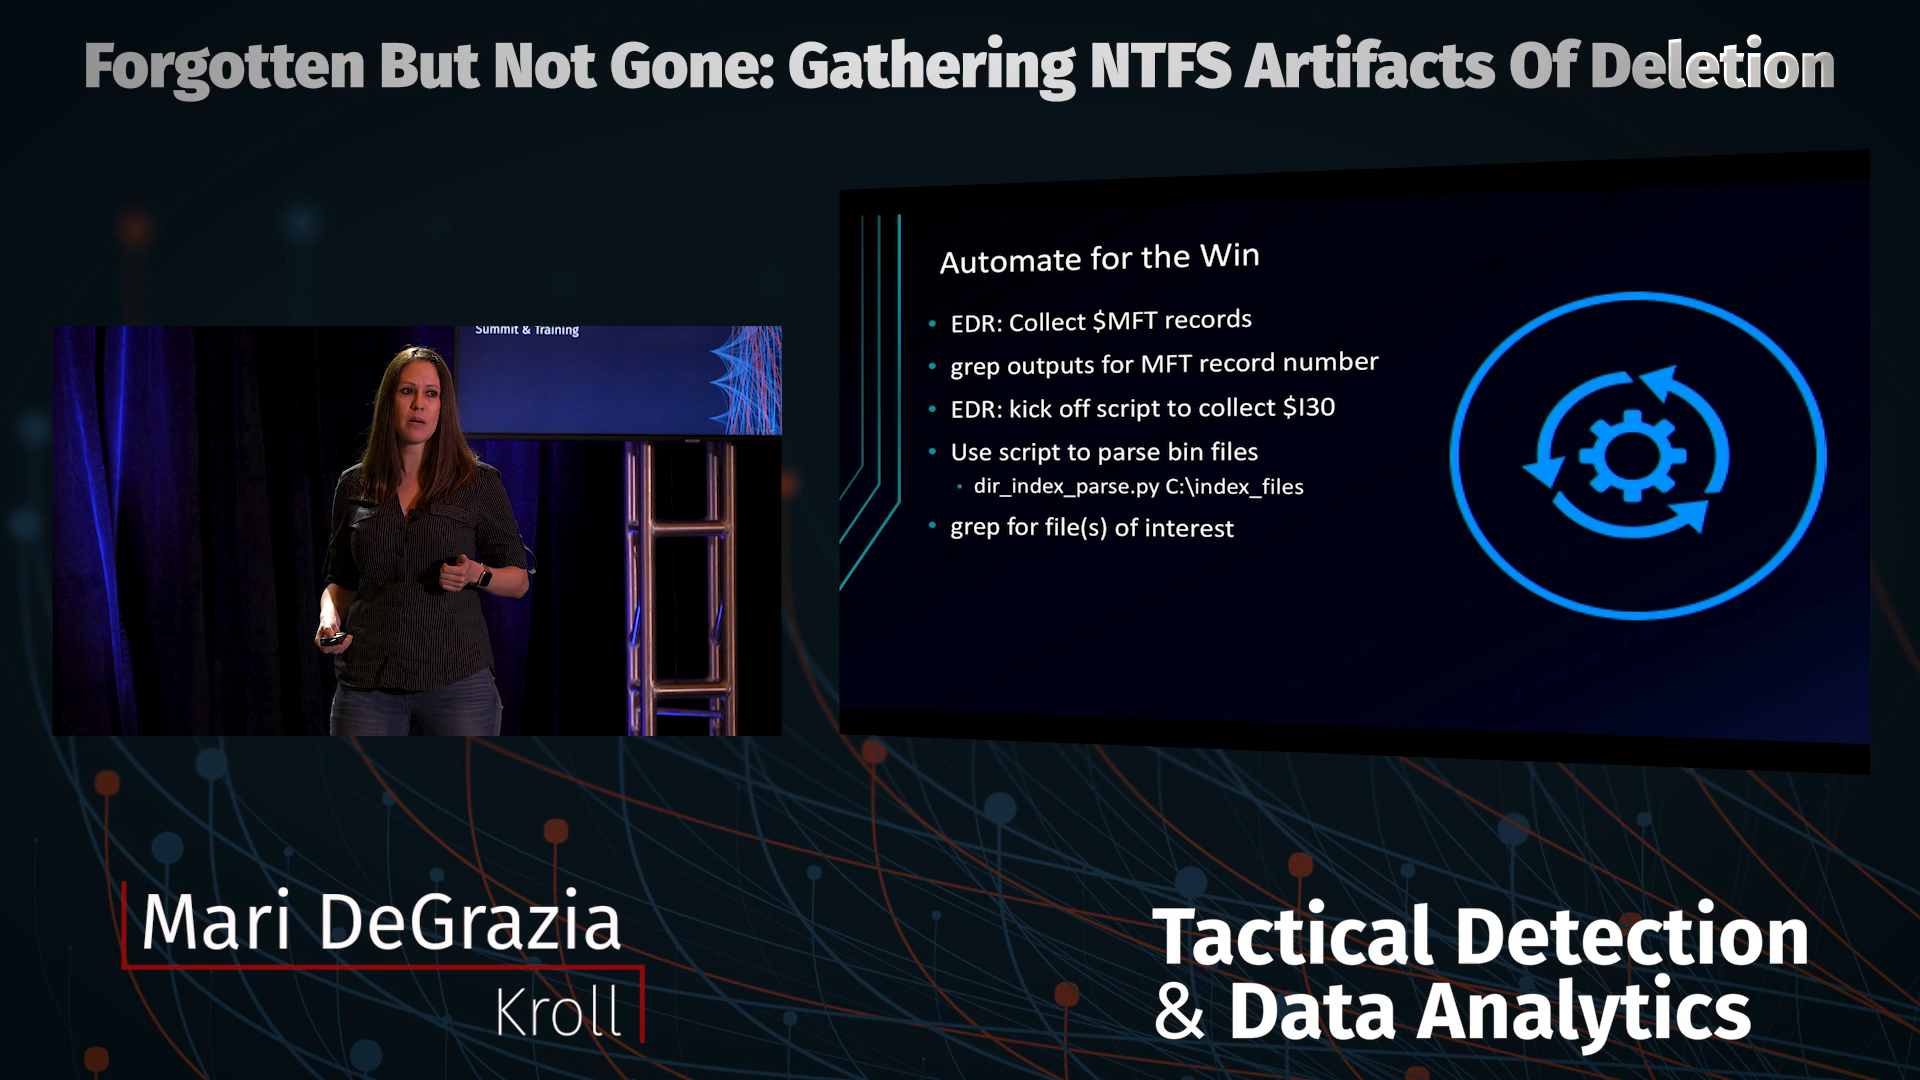 Forgotten But Not Gone: Gathering NTFS Artifacts Of Deletion
Summit & Training
Automate for the Win
• EDR: Collect $MFT records
• grep outputs for MFT record number
• EDR: kick off script to collect $I30
• Use script to parse bin files
• dir_index_parse.py C:\index_files
• grep for file(s) of interest
Mari DeGrazia
Kroll
Tactical Detection
& Data Analytics